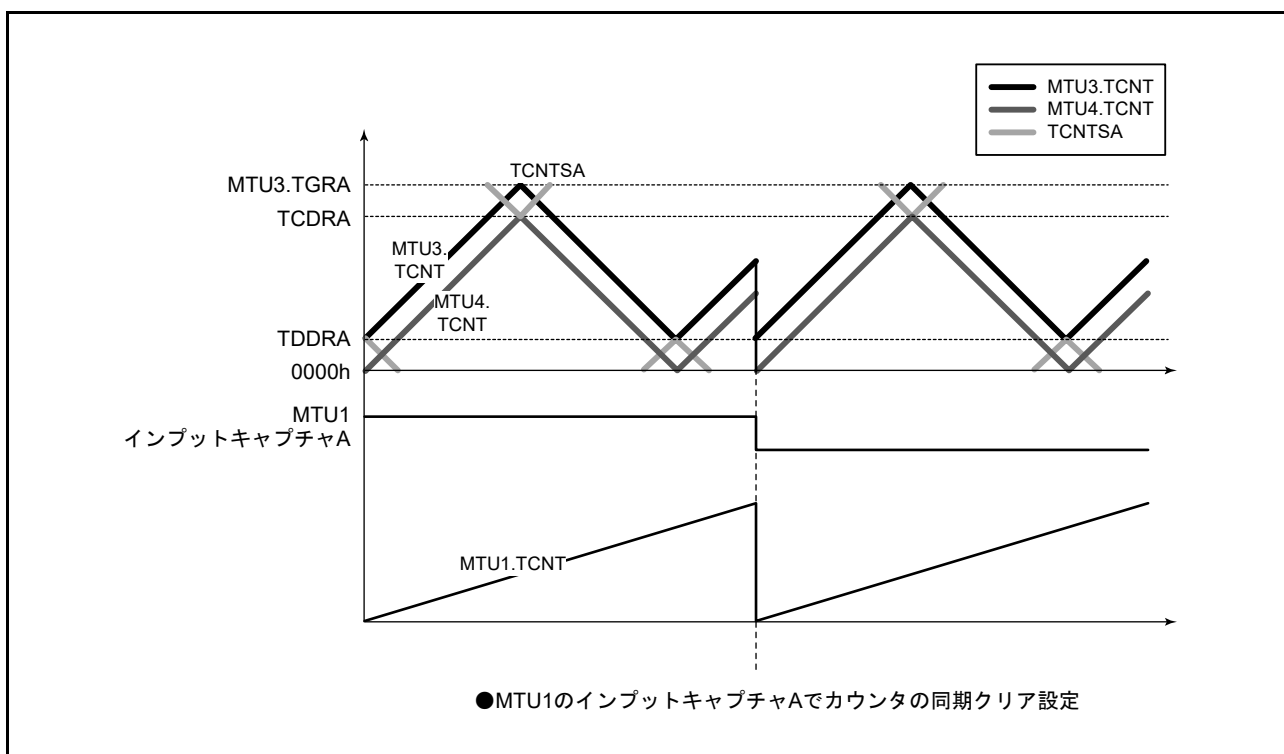 MTU3.TCNT
MTU4.TCNT
TCNTSA
TCNTSA
MTU3.TGRA
TCDRA
MTU3.
TCNT
MTU4.
TCNT
TDDRA
0000h
MTU1
インプットキャプチャA
MTU1.TCNT
●MTU1のインプットキャプチャAでカウンタの同期クリア設定